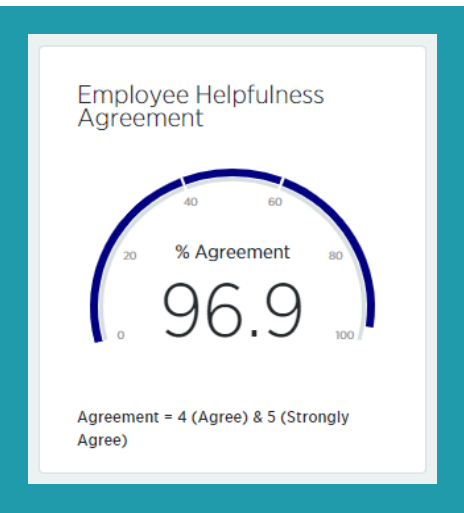 Employee Helpfulness
Agreement
40
60
20
% Agreement
80
96.9
0
100
Agreement = 4 (Agree) & 5 (Strongly
Agree)